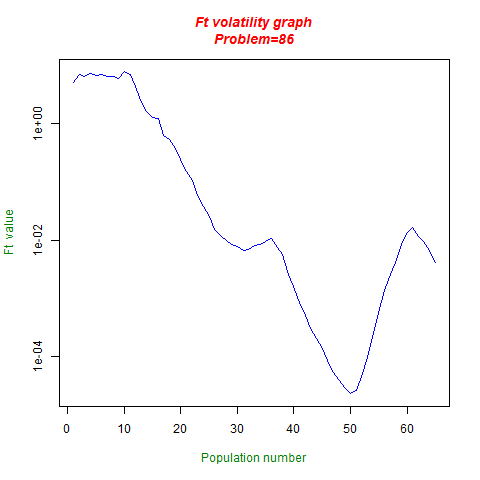 Ft volatility graph
Problem=86
1e+00
1e-02
1e-04
Ft value
0 10 20 30 40 50 60
Population number